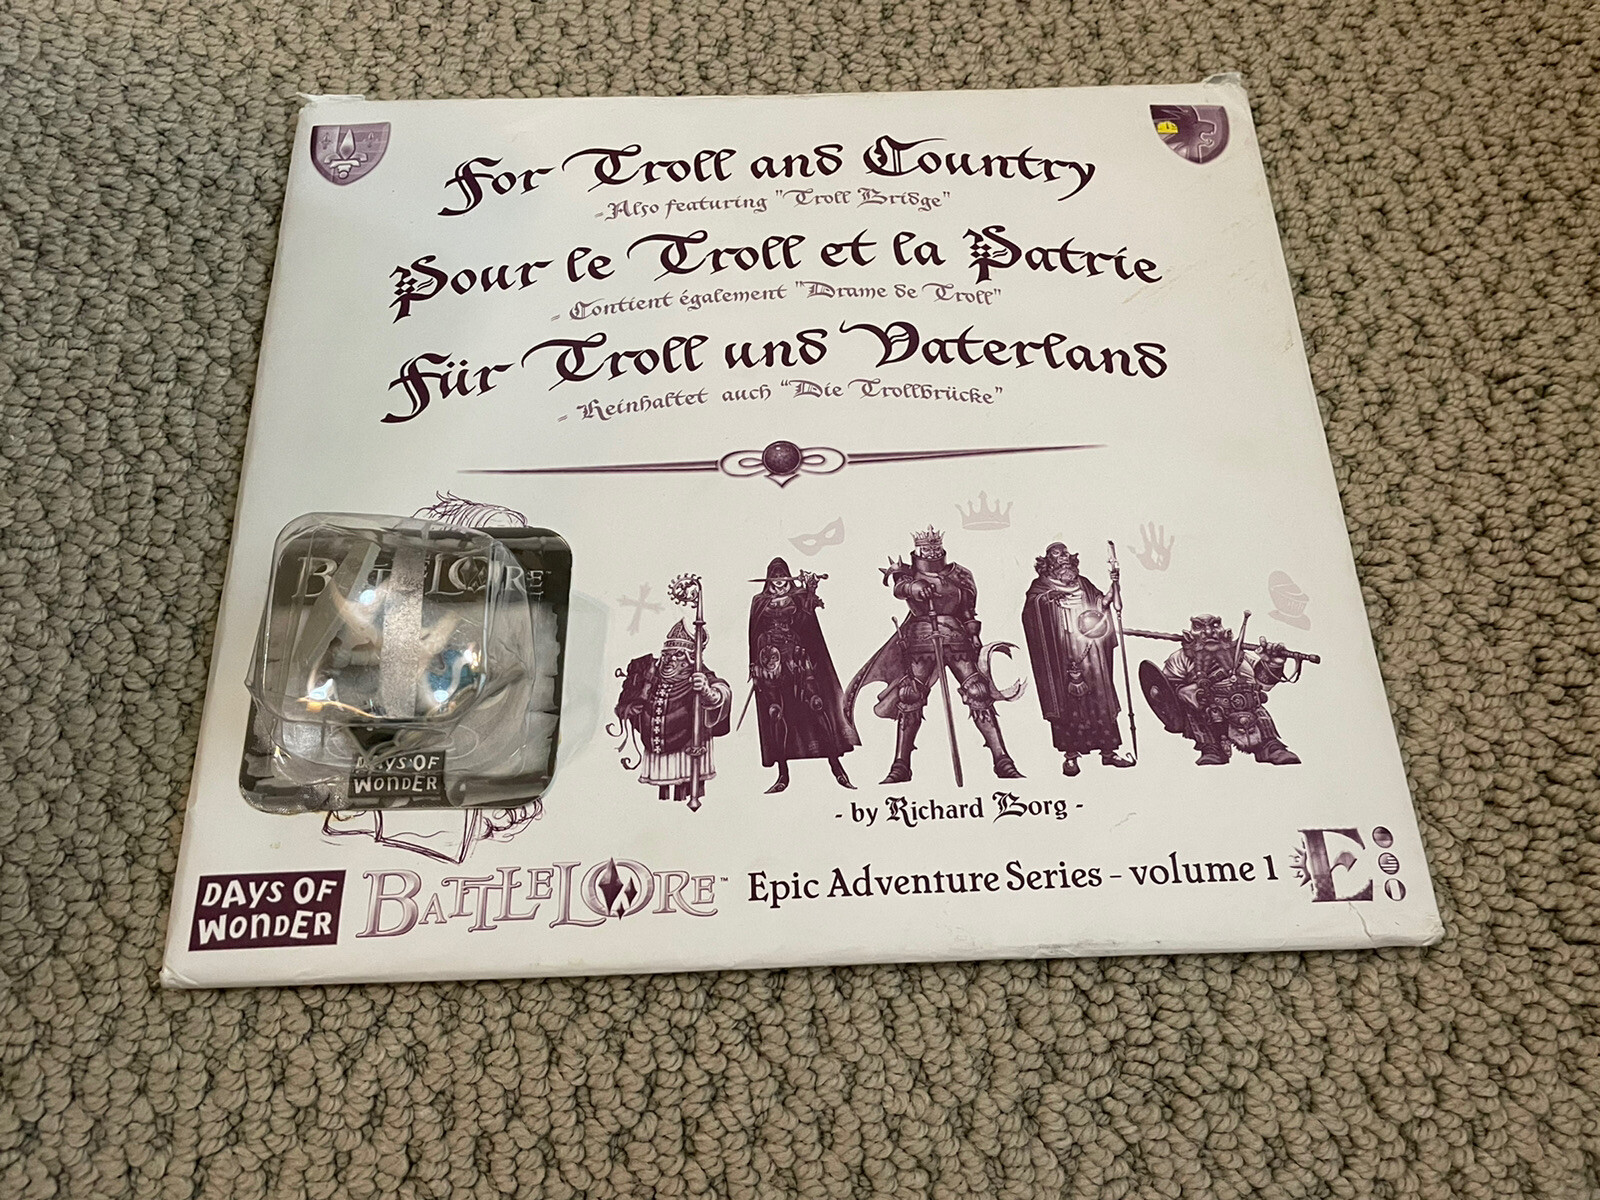 For Troll and Country
- Also featuring "Troll Bridge"
Pour le Troll et la Patrie
- Contient également "Drame de Troll"
Für Troll und Vaterland
- Beinhaltet auch "Die Trollbrücke"
BATTLELORE
DAYS OF
WONDER
- by Richard Borg -
DAYS OF
WONDER
BATTLELORE™
Epic Adventure Series - volume 1
E